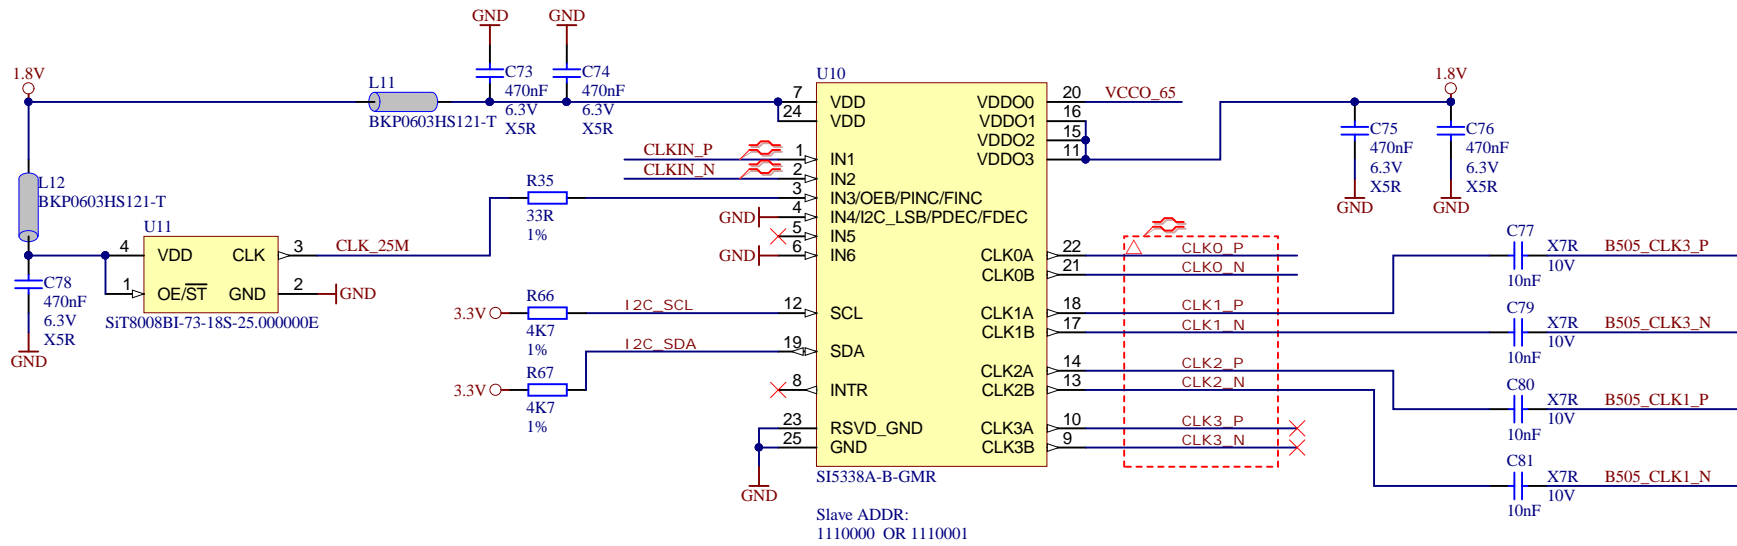 GND
GND
1.8V
L11
BKP0603HS121-T
C73
470nF
6.3V
X5R
C74
470nF
6.3V
X5R
L12
BKP0603HS121-T
U11
4
VDD
CLK
3
CLK_25M
1
OE/ST
GND
2
GND
SiT8008BI-73-18S-25.000000E
C78
470nF
6.3V
X5R
GND
CLKIN_P
CLKIN_N
R35
33R
1%
GND
GND
3.3V
R66
4K7
1%
I2C_SCL
3.3V
R67
4K7
1%
I2C_SDA
U10
7
VDD
24
VDD
1
IN1
2
IN2
3
IN3/OEB/PINC/FINC
4
IN4/I2C_LSB/PDEC/FDEC
5
IN5
6
IN6
12
SCL
19
SDA
8
INTR
23
RSVD_GND
25
GND
GND
VDDO0
20
VCCO_65
VDDO1
16
VDDO2
15
VDDO3
11
CLK0A
22
CLK0_P
CLK0B
21
CLK0_N
CLK1A
18
CLK1_P
CLK1B
17
CLK1_N
CLK2A
14
CLK2_P
CLK2B
13
CLK2_N
CLK3A
10
CLK3_P
CLK3B
9
CLK3_N
SI5338A-B-GMR
Slave ADDR:
1110000 OR 1110001
1.8V
C75
470nF
6.3V
X5R
GND
C76
470nF
6.3V
X5R
GND
C77
X7R
10V
10nF
B505_CLK3_P
C79
X7R
10V
10nF
B505_CLK3_N
C80
X7R
10V
10nF
B505_CLK1_P
C81
X7R
10V
10nF
B505_CLK1_N